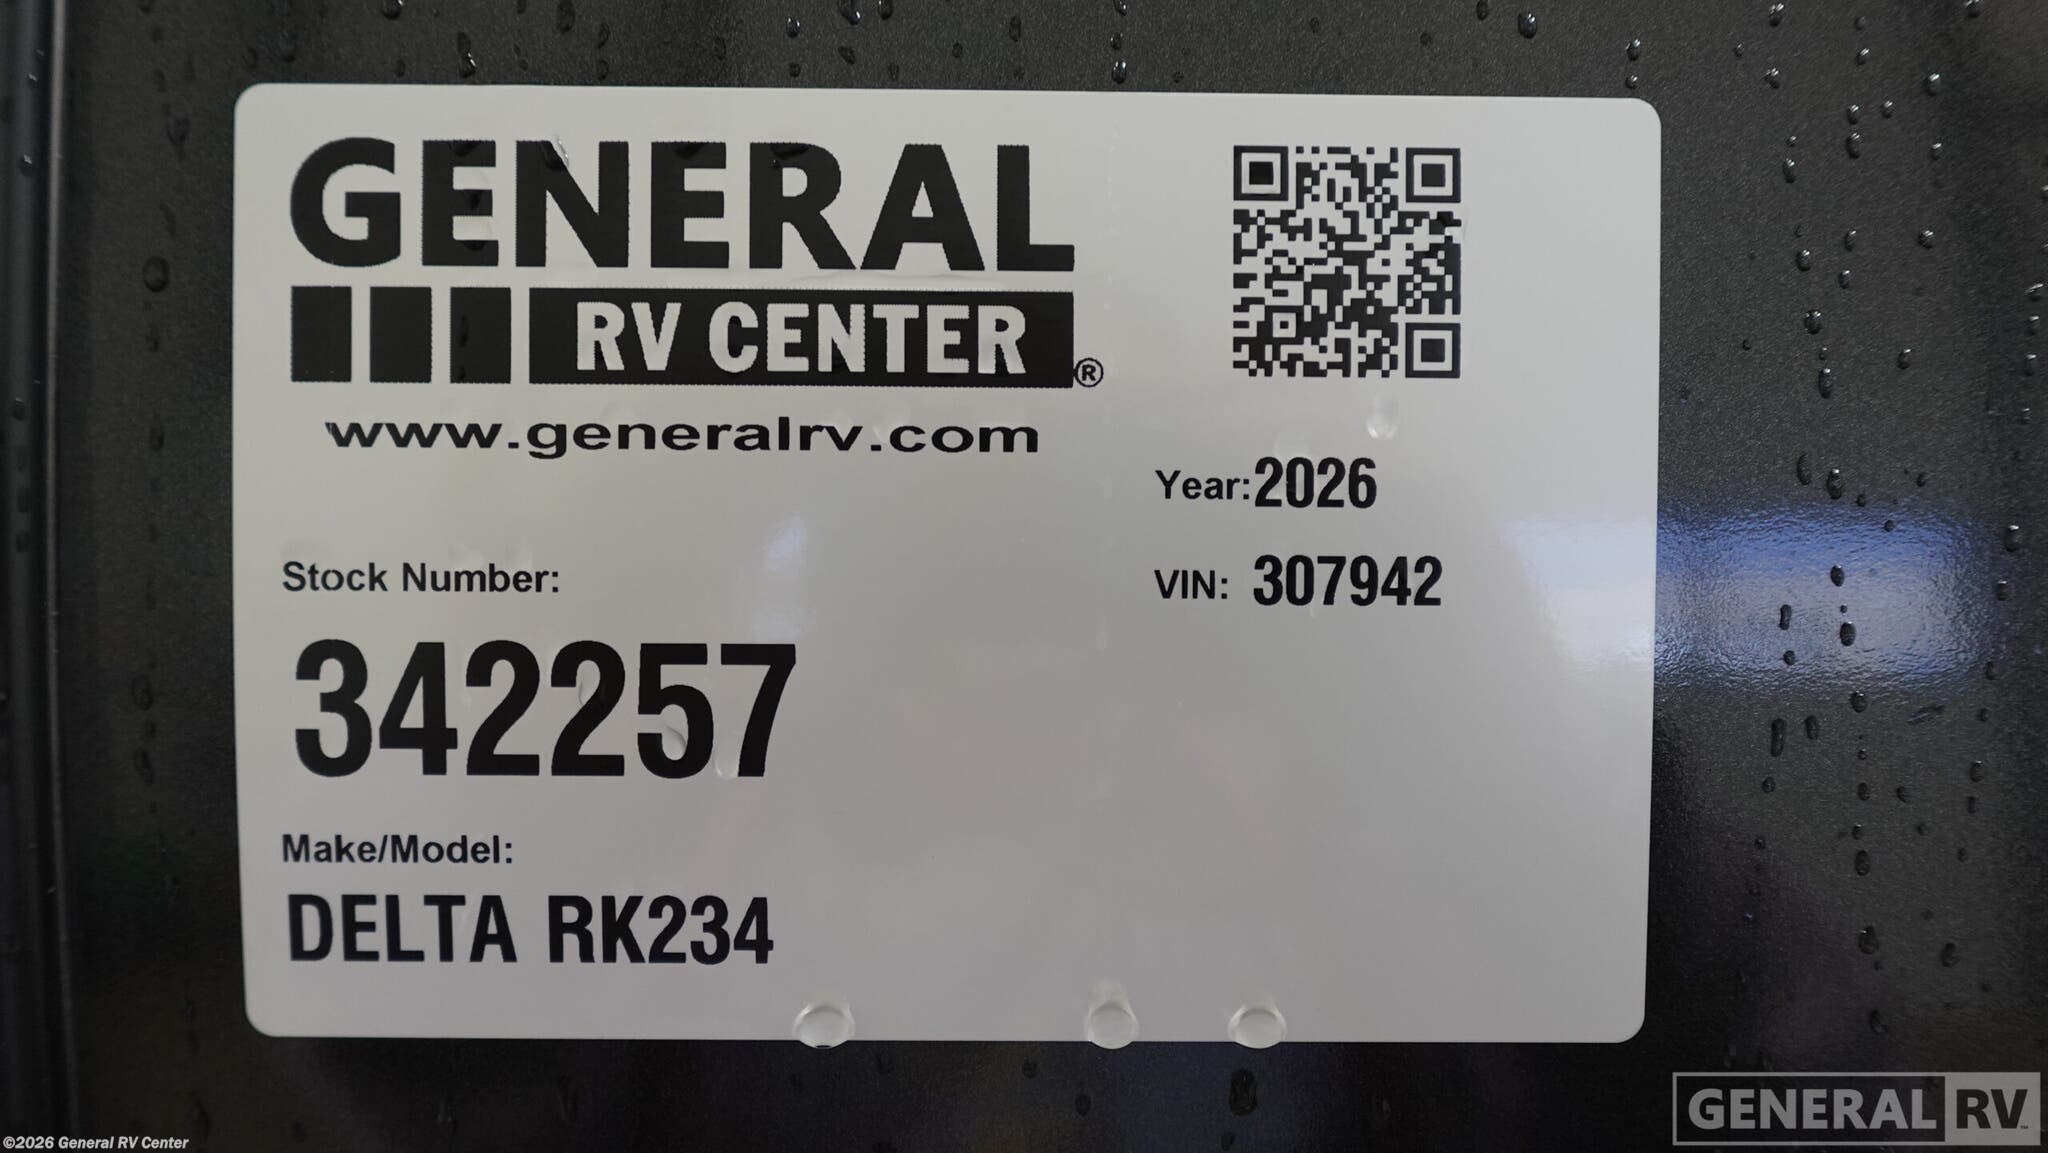 GENERAL
RV CENTER®
www.generalrv.com
Year: 2026
VIN: 307942
Stock Number:
342257
Make/Model:
DELTA RK234
GENERAL RV™
©2026 General RV Center